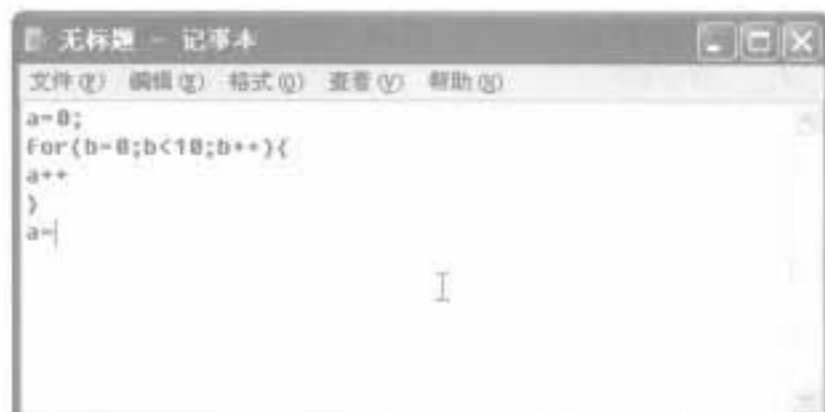 无标题 - 记事本
文件(F) 编辑(E) 格式(O) 查看(V) 帮助(H)
a=0;
for(b=0;b<10;b++){
a++
}
a=